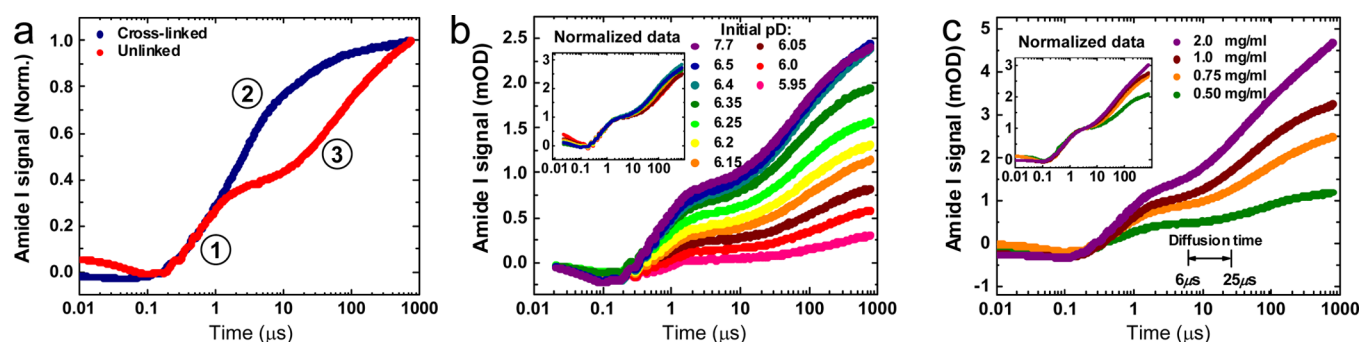 a
Amide I signal (Norm.)
1.0
0.8
0.6
0.4
0.2
0.0
Cross-linked
Unlinked
1
2
3
0.01 0.1 1 10 100 1000
Time (µs)
b
Amide I signal (mOD)
2.5
2.0
1.5
1.0
0.5
0.0
Normalized data
3
2
1
0
0.01 0.1 1 10 100
Initial pD:
7.7 6.05
6.5 6.0
6.4 5.95
6.35
6.25
6.2
6.15
0.01 0.1 1 10 100 1000
Time (µs)
c
Amide I signal (mOD)
5
4
3
2
1
0
-1
Normalized data
3
2
1
0
0.01 0.1 1 10 100
2.0 mg/ml
1.0 mg/ml
0.75 mg/ml
0.50 mg/ml
Diffusion time
6µs 25µs
0.01 0.1 1 10 100 1000
Time (µs)